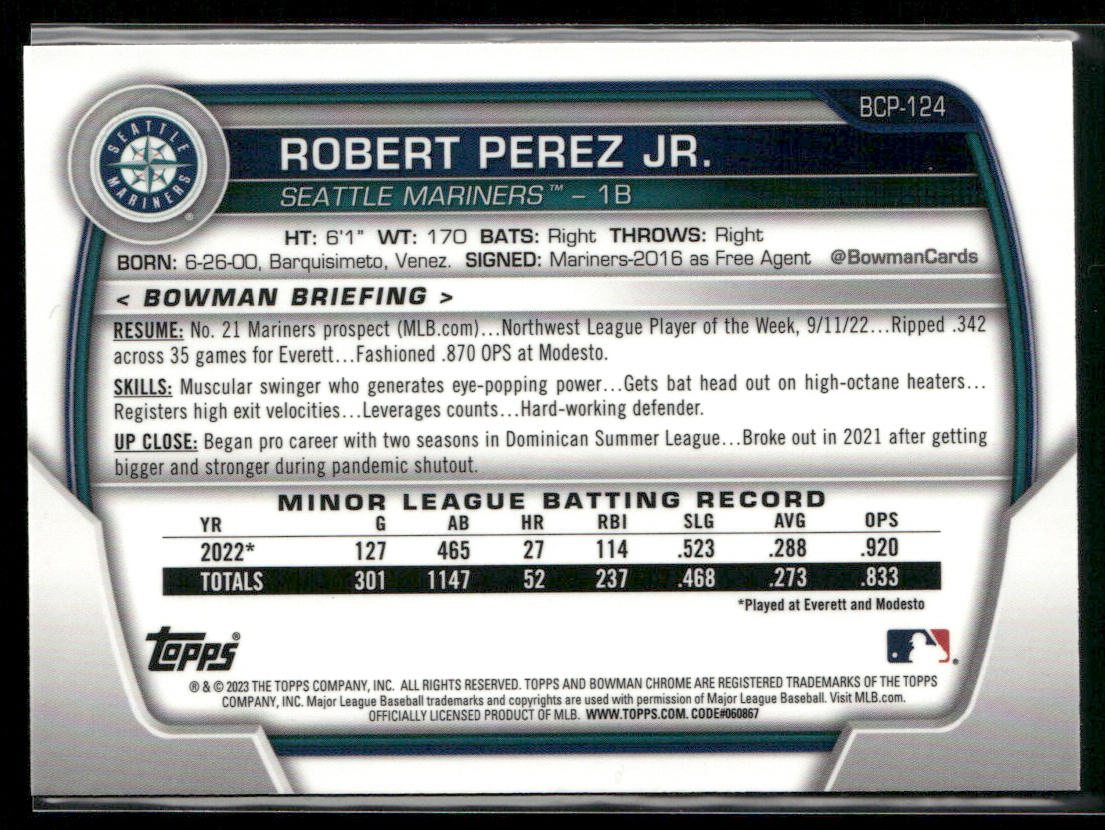 BCP-124
SEATTLE
MARINERS
®
ROBERT PEREZ JR.
SEATTLE MARINERS™ – 1B
HT: 6'1" WT: 170 BATS: Right THROWS: Right
BORN: 6-26-00, Barquisimeto, Venez. SIGNED: Mariners-2016 as Free Agent @BowmanCards
< BOWMAN BRIEFING >
RESUME: No. 21 Mariners prospect (MLB.com)...Northwest League Player of the Week, 9/11/22...Ripped .342
across 35 games for Everett...Fashioned .870 OPS at Modesto.
SKILLS: Muscular swinger who generates eye-popping power...Gets bat head out on high-octane heaters...
Registers high exit velocities...Leverages counts...Hard-working defender.
UP CLOSE: Began pro career with two seasons in Dominican Summer League...Broke out in 2021 after getting
bigger and stronger during pandemic shutout.
MINOR LEAGUE BATTING RECORD
YR G AB HR RBI SLG AVG OPS
2022* 127 465 27 114 .523 .288 .920
TOTALS 301 1147 52 237 .468 .273 .833
*Played at Everett and Modesto
Topps®
® & © 2023 THE TOPPS COMPANY, INC. ALL RIGHTS RESERVED. TOPPS AND BOWMAN CHROME ARE REGISTERED TRADEMARKS OF THE TOPPS
COMPANY, INC. Major League Baseball trademarks and copyrights are used with permission of Major League Baseball. Visit MLB.com.
OFFICIALLY LICENSED PRODUCT OF MLB. WWW.TOPPS.COM. CODE#060867